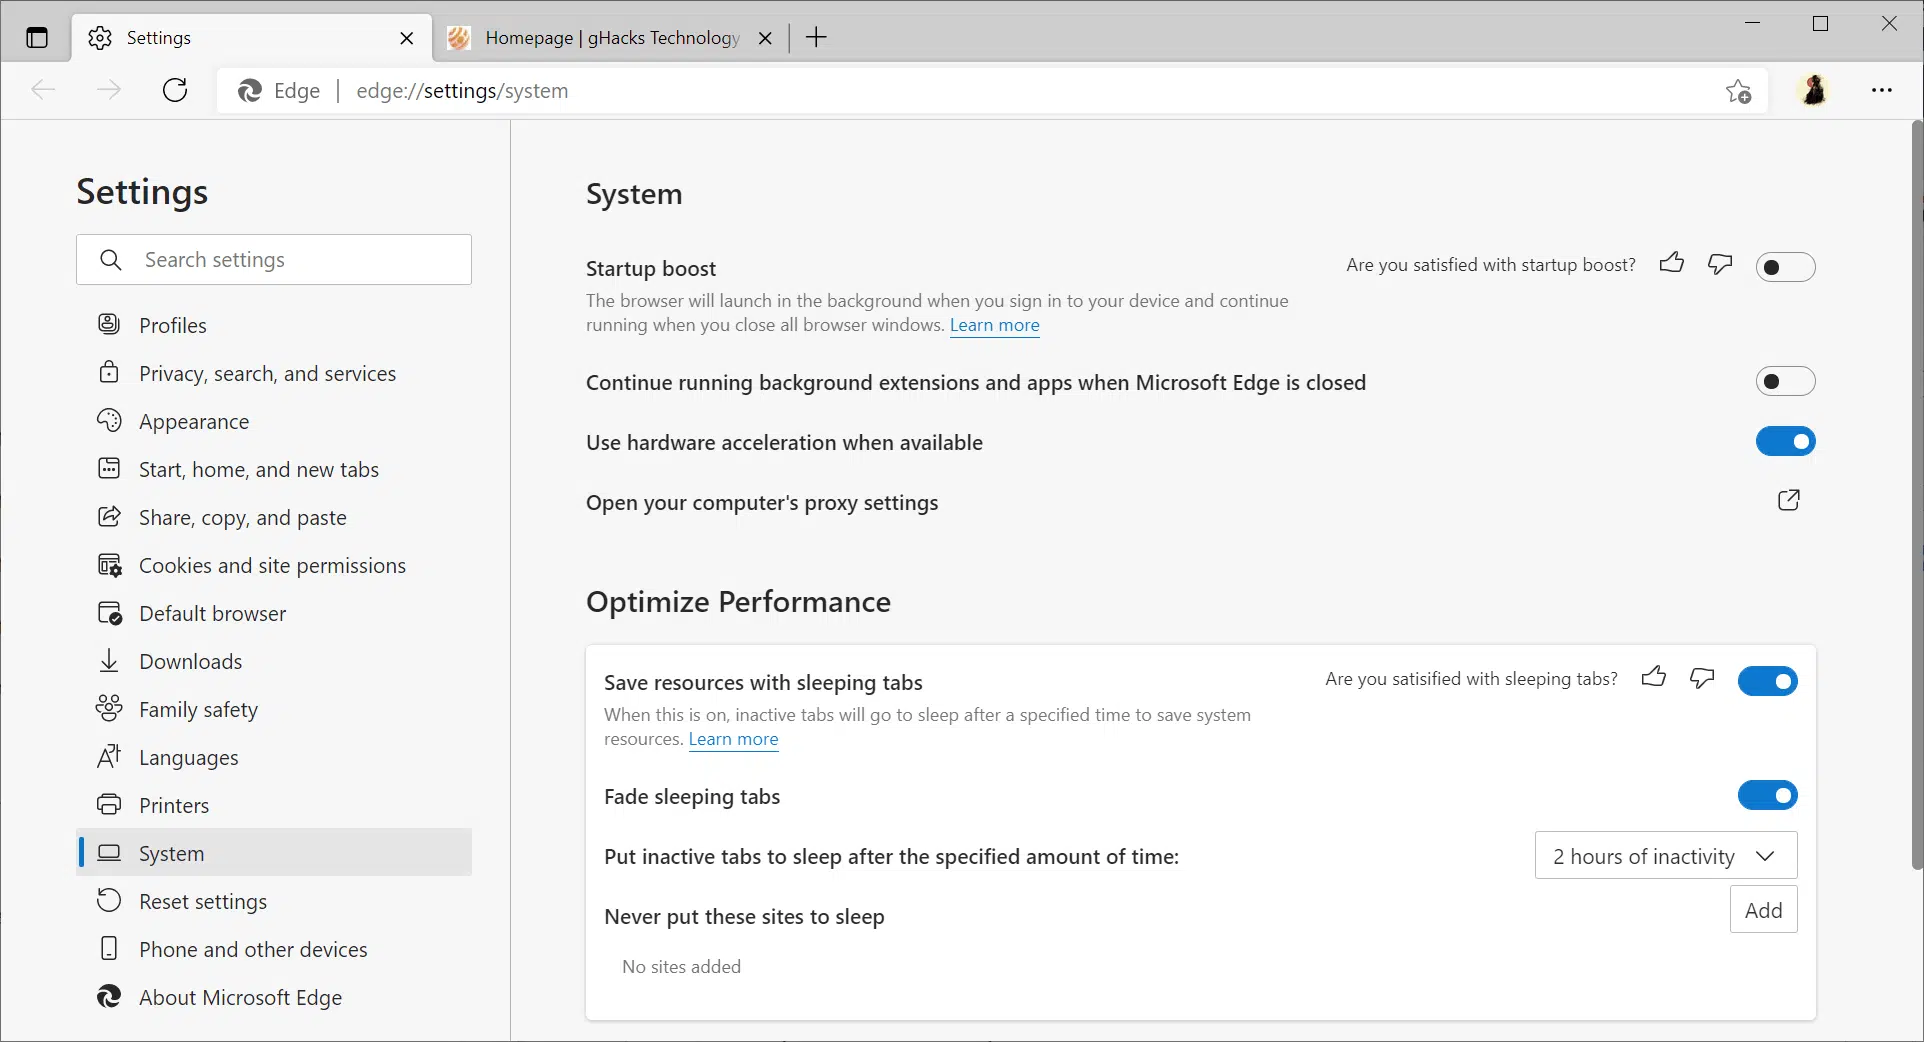 Settings
Homepage | gHacks Technology
Edge | edge://settings/system
Settings
Search settings
Profiles
Privacy, search, and services
Appearance
Start, home, and new tabs
Share, copy, and paste
Cookies and site permissions
Default browser
Downloads
Family safety
Languages
Printers
System
Reset settings
Phone and other devices
About Microsoft Edge
System
Startup boost
Are you satisfied with startup boost?
The browser will launch in the background when you sign in to your device and continue
running when you close all browser windows. Learn more
Continue running background extensions and apps when Microsoft Edge is closed
Use hardware acceleration when available
Open your computer's proxy settings
Optimize Performance
Save resources with sleeping tabs
Are you satisified with sleeping tabs?
When this is on, inactive tabs will go to sleep after a specified time to save system
resources. Learn more
Fade sleeping tabs
Put inactive tabs to sleep after the specified amount of time:
2 hours of inactivity
Never put these sites to sleep
Add
No sites added